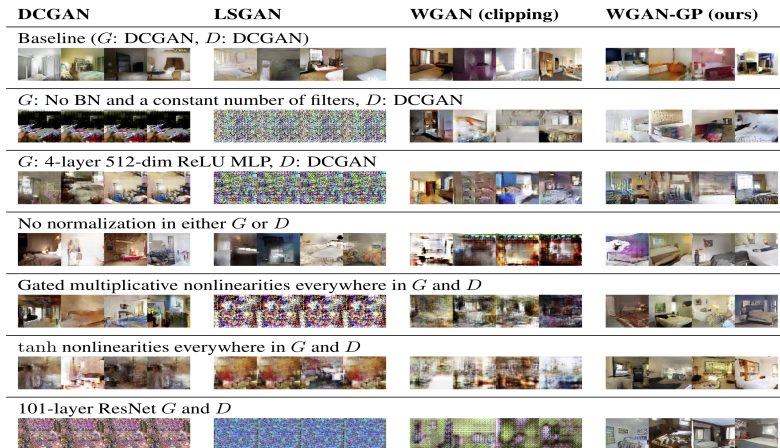 DCGAN LSGAN WGAN (clipping) WGAN-GP (ours)
Baseline (G: DCGAN, D: DCGAN)
G: No BN and a constant number of filters, D: DCGAN
G: 4-layer 512-dim ReLU MLP, D: DCGAN
No normalization in either G or D
Gated multiplicative nonlinearities everywhere in G and D
tanh nonlinearities everywhere in G and D
101-layer ResNet G and D